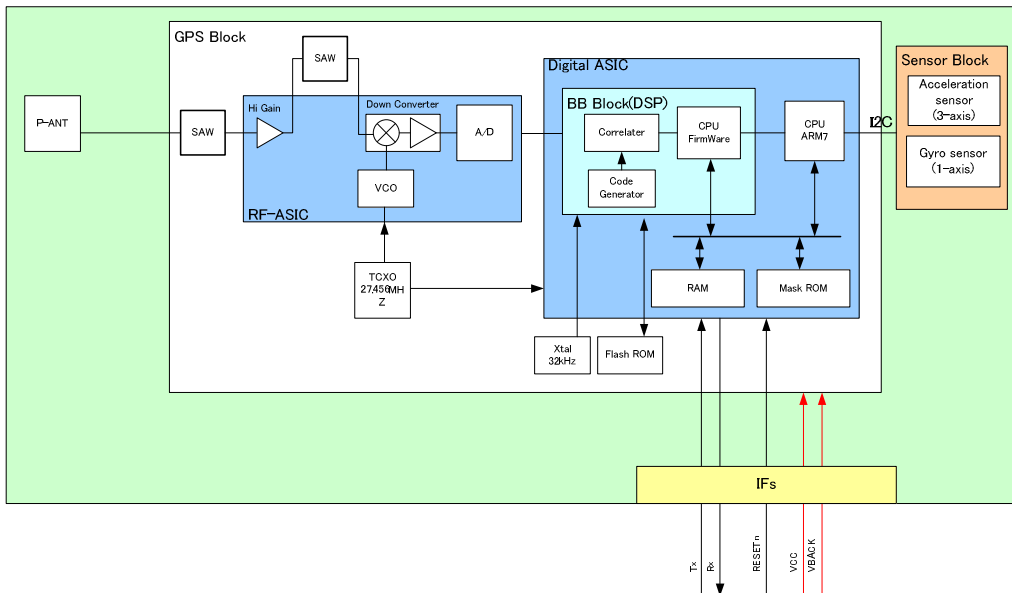 GPS Block
SAW
Digital ASIC
Sensor Block
Acceleration
sensor
(3-axis)
Gyro sensor
(1-axis)
P-ANT
SAW
Hi Gain
Down Converter
A/D
VCO
RF-ASIC
BB Block(DSP)
Correlater
CPU
FirmWare
CPU
ARM7
I2C
Code
Generator
TCXO
27.456MH
Z
RAM
Mask ROM
Xtal
32kHz
Flash ROM
IFs
Tx
Rx
RESETn
VCC
VBACK